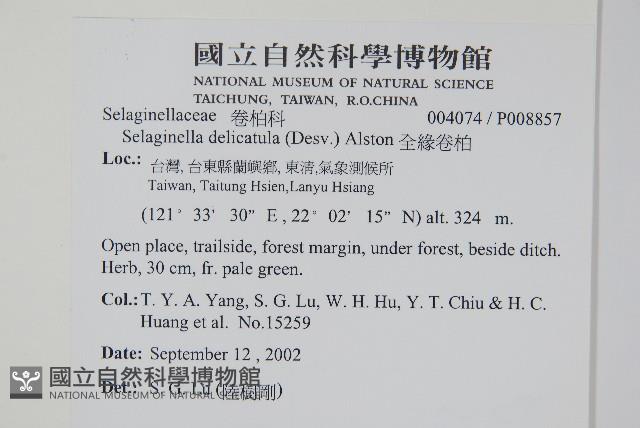 國立自然科學博物館
NATIONAL MUSEUM OF NATURAL SCIENCE
TAICHUNG, TAIWAN, R.O.CHINA
Selaginellaceae 卷柏科 004074 / P008857
Selaginella delicatula (Desv.) Alston 全緣卷柏
Loc.: 台灣, 台東縣蘭嶼鄉, 東清,氣象測候所
Taiwan, Taitung Hsien,Lanyu Hsiang
(121° 33' 30" E , 22° 02' 15" N) alt. 324 m.
Open place, trailside, forest margin, under forest, beside ditch.
Herb, 30 cm, fr. pale green.
Col.: T. Y. A. Yang, S. G. Lu, W. H. Hu, Y. T. Chiu & H. C.
Huang et al. No.15259
Date: September 12 , 2002
國立自然科學博物館
Det.: S. G. Lu (陸樹剛)
NATIONAL MUSEUM OF NATURAL